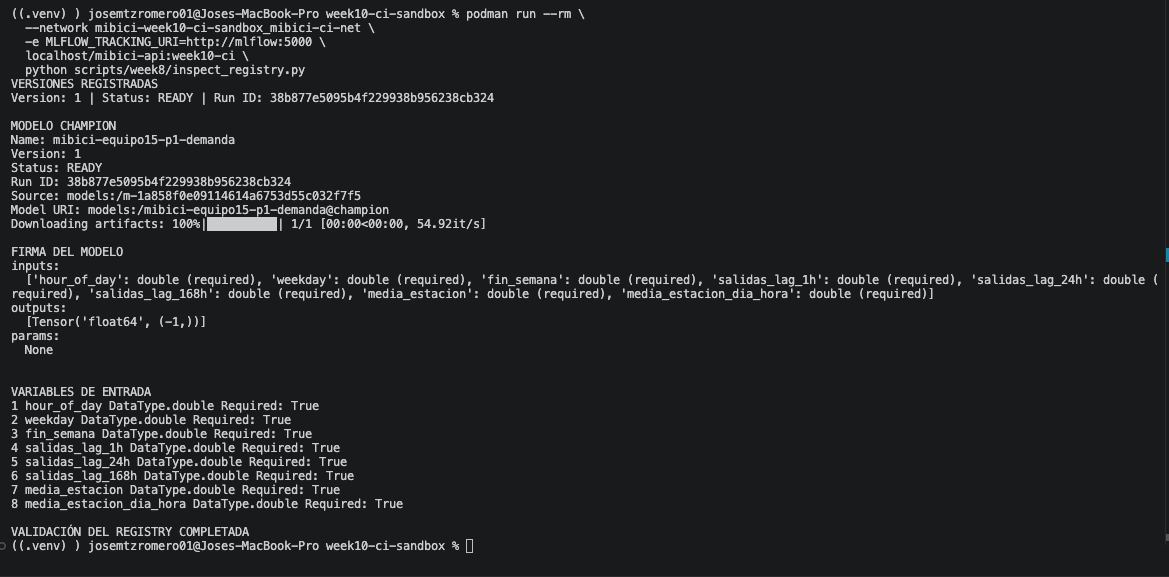 ((.venv) ) josemtzromero01@Joses-MacBook-Pro week10-ci-sandbox % podman run --rm \
--network mibici-week10-ci-sandbox_mibici-ci-net \
-e MLFLOW_TRACKING_URI=http://mlflow:5000 \
localhost/mibici-api:week10-ci \
python scripts/week8/inspect_registry.py
VERSIONES REGISTRADAS
Version: 1 | Status: READY | Run ID: 38b877e5095b4f229938b956238cb324

MODELO CHAMPION
Name: mibici-equipo15-p1-demanda
Version: 1
Status: READY
Run ID: 38b877e5095b4f229938b956238cb324
Source: models:/m-1a858f0e09114614a6753d55c032f7f5
Model URI: models:/mibici-equipo15-p1-demanda@champion
Downloading artifacts: 100%|██████████| 1/1 [00:00<00:00, 54.92it/s]

FIRMA DEL MODELO
inputs:
['hour_of_day': double (required), 'weekday': double (required), 'fin_semana': double (required), 'salidas_lag_1h': double (required), 'salidas_lag_24h': double (
required), 'salidas_lag_168h': double (required), 'media_estacion': double (required), 'media_estacion_dia_hora': double (required)]
outputs:
[Tensor('float64', (-1,))]
params:
None

VARIABLES DE ENTRADA
1 hour_of_day DataType.double Required: True
2 weekday DataType.double Required: True
3 fin_semana DataType.double Required: True
4 salidas_lag_1h DataType.double Required: True
5 salidas_lag_24h DataType.double Required: True
6 salidas_lag_168h DataType.double Required: True
7 media_estacion DataType.double Required: True
8 media_estacion_dia_hora DataType.double Required: True

VALIDACIÓN DEL REGISTRY COMPLETADA
((.venv) ) josemtzromero01@Joses-MacBook-Pro week10-ci-sandbox %